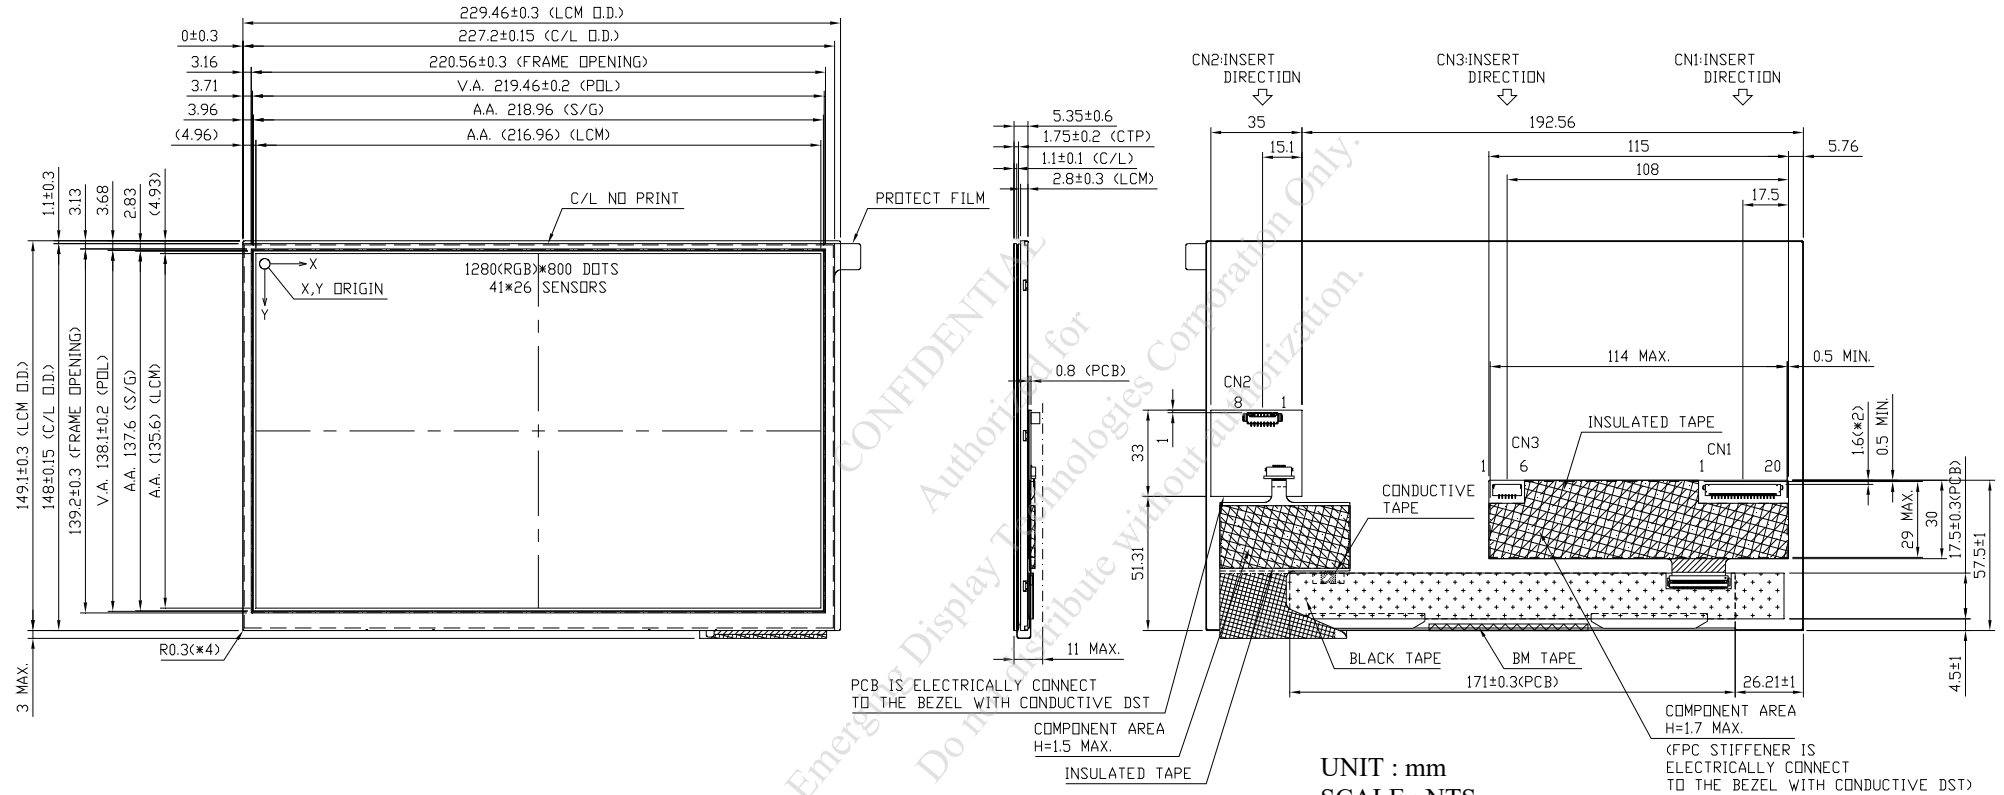 229.46±0.3 (LCM O.D.)
0±0.3
227.2±0.15 (C/L O.D.)
3.16
220.56±0.3 (FRAME OPENING)
3.71
V.A. 219.46±0.2 (POL)
3.96
A.A. 218.96 (S/G)
(4.96)
A.A. (216.96) (LCM)
1.1±0.3
3.13
3.68
2.83
(4.93)
C/L NO PRINT
PROTECT FILM
X
Y
X,Y ORIGIN
1280(RGB)*800 DOTS
41*26 SENSORS
149.1±0.3 (LCM O.D.)
148±0.15 (C/L O.D.)
139.2±0.3 (FRAME OPENING)
V.A. 138.1±0.2 (POL)
A.A. 137.6 (S/G)
A.A. (135.6) (LCM)
R0.3(*4)
3 MAX.
5.35±0.6
1.75±0.2 (CTP)
1.1±0.1 (C/L)
2.8±0.3 (LCM)
0.8 (PCB)
11 MAX.
CN2:INSERT
DIRECTION
CN3:INSERT
DIRECTION
CN1:INSERT
DIRECTION
35
192.56
15.1
115
5.76
108
17.5
114 MAX.
0.5 MIN.
CN2
8
1
INSULATED TAPE
CN3
1
6
CN1
1
20
1.6(*2)
0.5 MIN.
1
33
51.31
CONDUCTIVE
TAPE
29 MAX.
30
17.5±0.3(PCB)
57.5±1
4.5±1
BLACK TAPE
BM TAPE
171±0.3(PCB)
26.21±1
PCB IS ELECTRICALLY CONNECT
TO THE BEZEL WITH CONDUCTIVE DST
COMPONENT AREA
H=1.5 MAX.
INSULATED TAPE
COMPONENT AREA
H=1.7 MAX.
(FPC STIFFENER IS
ELECTRICALLY CONNECT
TO THE BEZEL WITH CONDUCTIVE DST)
UNIT : mm
SCALE : NTS
CONFIDENTIAL
Authorized for
Emerging Display Technologies Corporation Only.
Do not distribute without authorization.